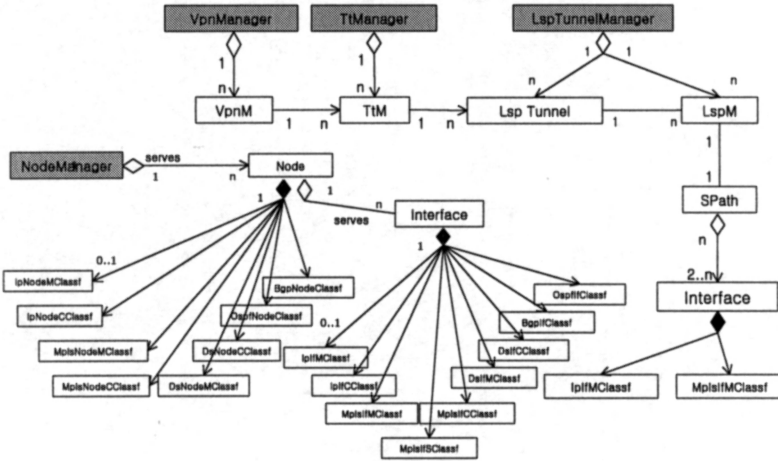 VpnManager TtManager LspTunnelManager
1 1 1 1
n n n n
VpnM TtM Lsp Tunnel LspM
1 n 1 n 1 n
1
NodeManager serves Node
1 n 1 1 n
serves
Interface
1
1
SPath
n
2..n
Interface
0..1
IpNodeMClassf
BgpNodeClassf
OspfIfClassf
IpNodeCClassf
OspfNodeClassf
0..1
BgpIfClassf
MplsNodeMClassf
DsNodeCClassf
IpIfMClassf
DsIfCClassf
MplsNodeCClassf
DsNodeMClassf
IpIfCClassf
DsIfMClassf
IpIfMClassf
MplsIfMClassf
MplsIfMClassf
MplsIfCClassf
MplsIfSClassf